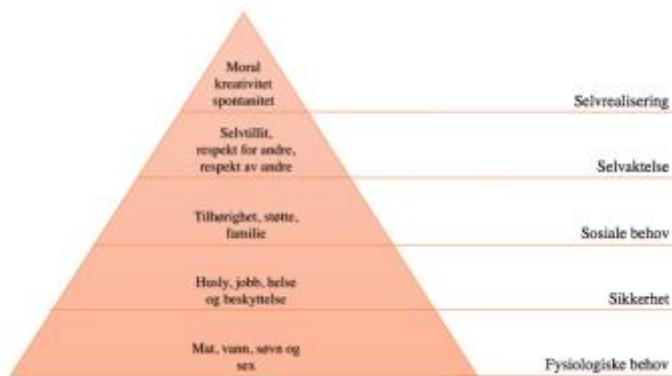 Moral
kreativitet
spontanitet
Selvrealisering
Selvtillit,
respekt for andre,
respekt av andre
Selvaktelse
Tilhørighet, støtte,
familie
Sosiale behov
Husly, jobb, helse
og beskyttelse
Sikkerhet
Mat, vann, søvn og
sex
Fysiologiske behov